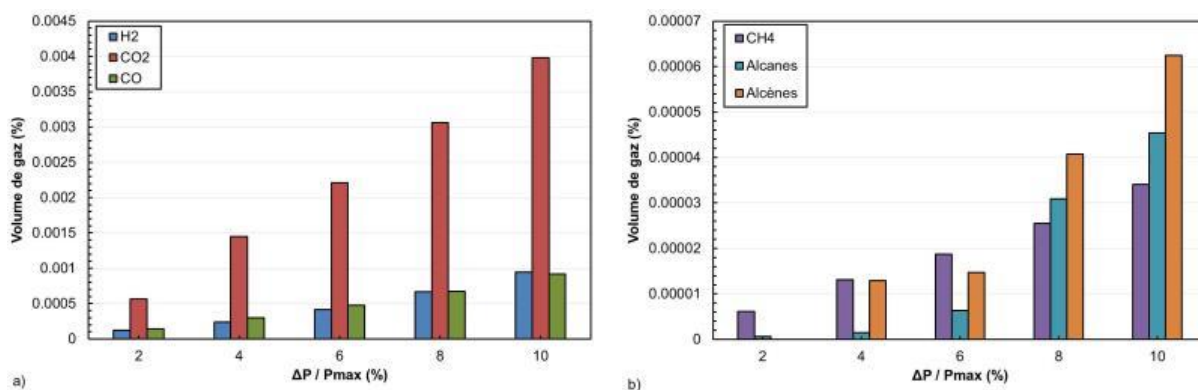 0.0045
0.004
0.0035
0.003
0.0025
0.002
0.0015
0.001
0.0005
0
Volume de gaz (%)
H2
CO2
CO
2 4 6 8 10
ΔP / Pmax (%)
a)
0.00007
0.00006
0.00005
0.00004
0.00003
0.00002
0.00001
0
Volume de gaz (%)
CH4
Alcanes
Alcènes
2 4 6 8 10
ΔP / Pmax (%)
b)